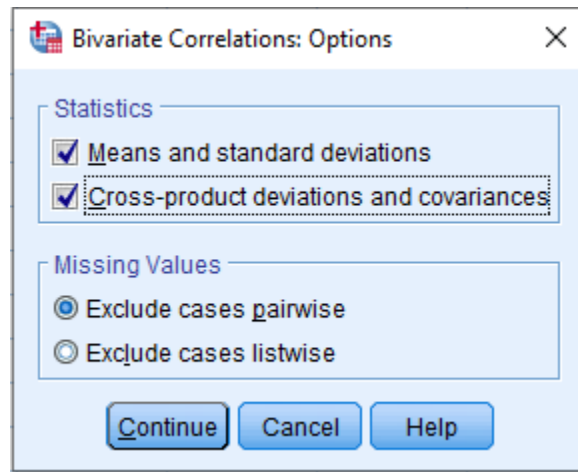 Bivariate Correlations: Options
Statistics
Means and standard deviations
Cross-product deviations and covariances
Missing Values
Exclude cases pairwise
Exclude cases listwise
Continue Cancel Help